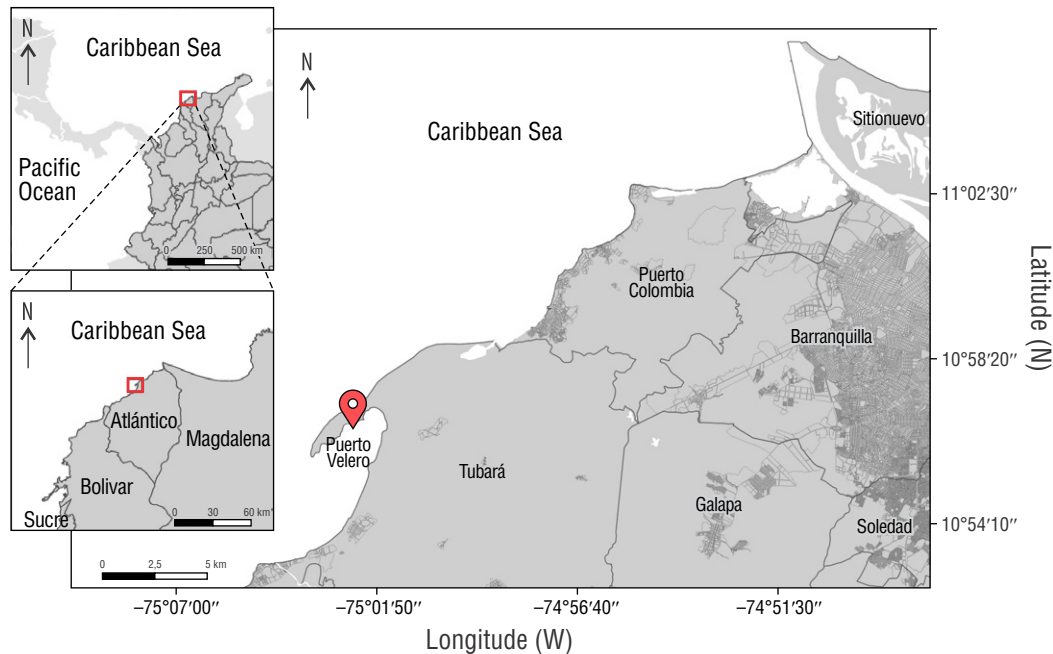 N
Caribbean Sea
Pacific
Ocean
0 250 500 km
N
Caribbean Sea
Atlántico
Magdalena
Bolivar
Sucre
0 30 60 km
N
Caribbean Sea
Sitionuevo
Puerto
Colombia
Barranquilla
Puerto
Velero
Tubará
Galapa
Soledad
0 2,5 5 km
11°02′30″
10°58′20″
10°54′10″
Latitude (N)
–75°07′00″ –75°01′50″ –74°56′40″ –74°51′30″
Longitude (W)